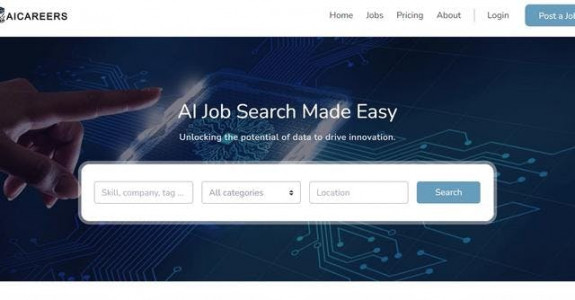 AICAREERS
Home Jobs Pricing About Login Post a Job
AI Job Search Made Easy
Unlocking the potential of data to drive innovation.
Skill, company, tag ... All categories Location Search